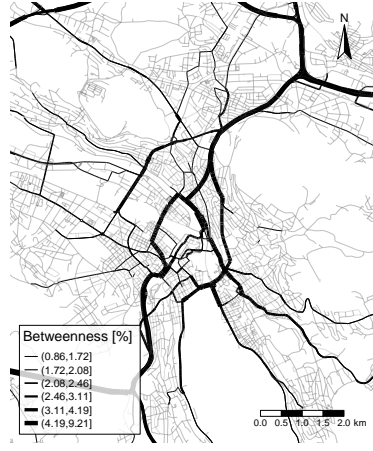 N
Betweenness [%]
(0.86,1.72]
(1.72,2.08]
(2.08,2.46]
(2.46,3.11]
(3.11,4.19]
(4.19,9.21]
0.0 0.5 1.0 1.5 2.0 km